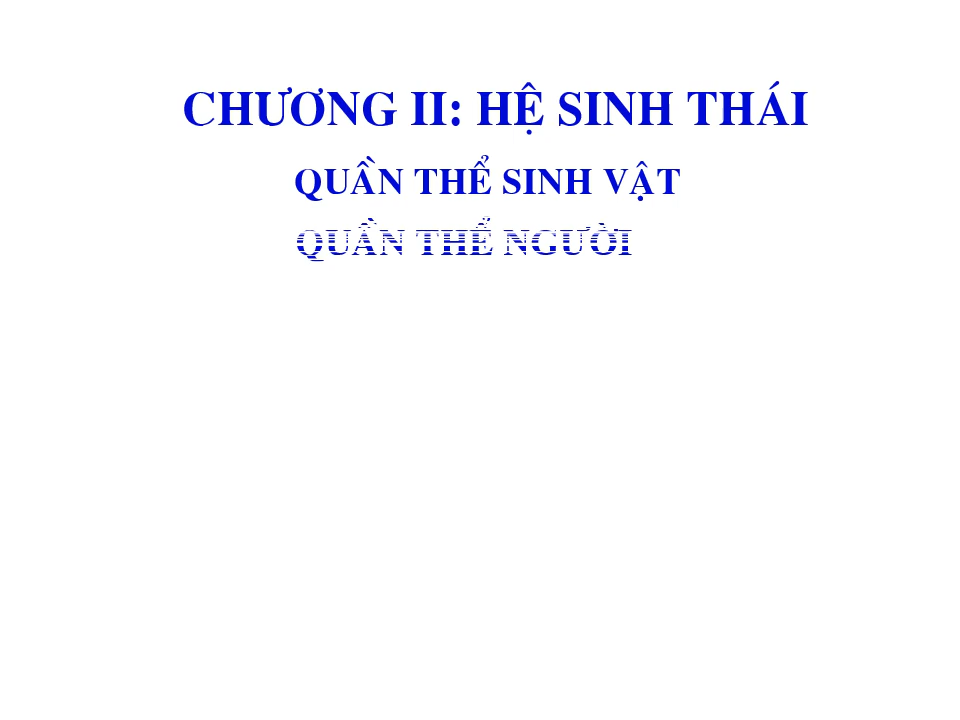 CHƯƠNG II: HỆ SINH THÁI
QUẦN THỂ SINH VẬT
QUẦN THỂ NGƯỜI